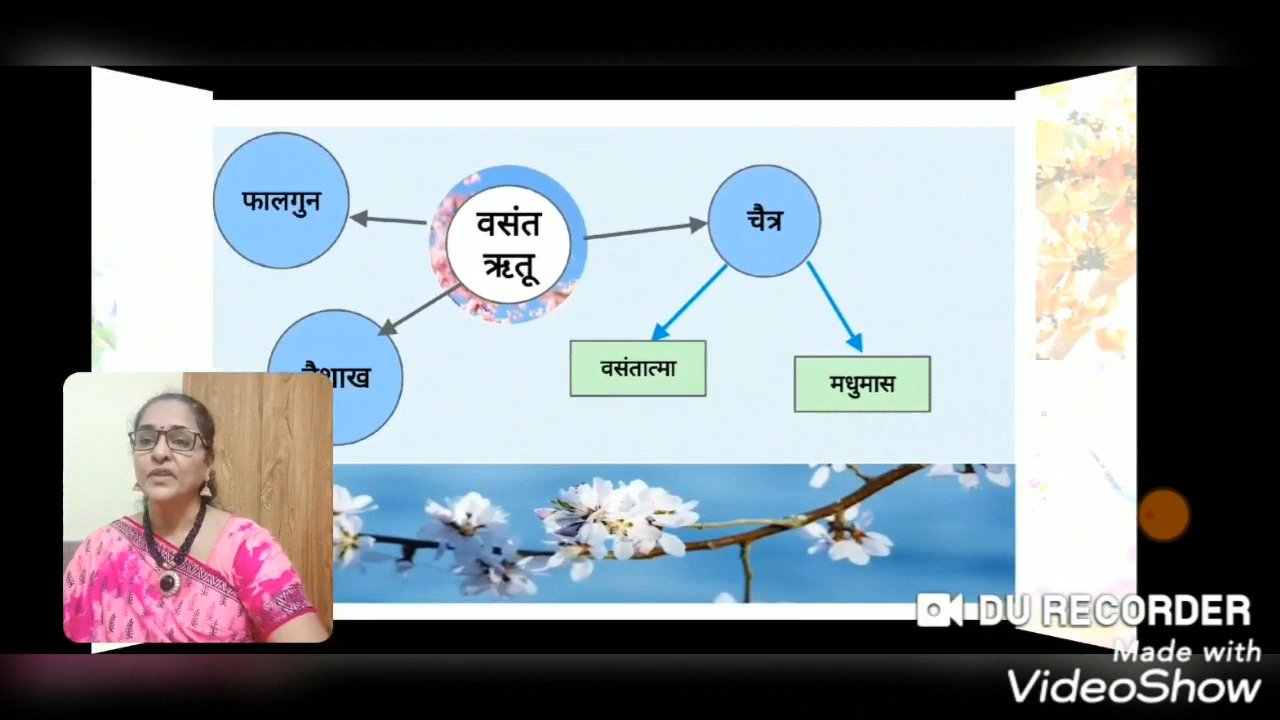 फालगुन
वसंत
ऋतू
चैत्र
वसंतात्मा
मधुमास
DU RECORDER
Made with
VideoShow